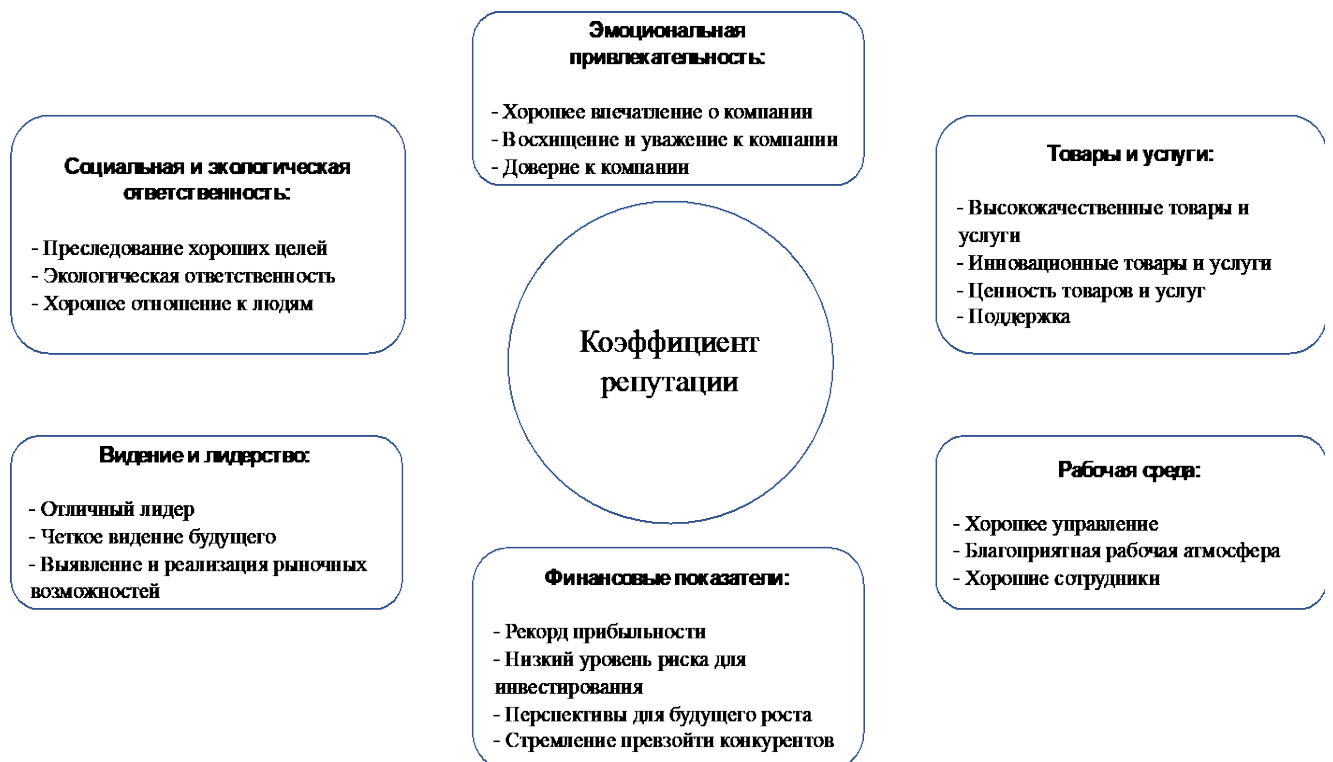 Эмоциональная
привлекательность:
- Хорошее впечатление о компании
- Восхищение и уважение к компании
- Доверие к компании
Социальная и экологическая
ответственность:
- Преследование хороших целей
- Экологическая ответственность
- Хорошее отношение к людям
Товары и услуги:
- Высококачественные товары и
услуги
- Инновационные товары и услуги
- Ценность товаров и услуг
- Поддержка
Коэффициент
репутации
Видение и лидерство:
- Отличный лидер
- Четкое видение будущего
- Выявление и реализация рыночных
возможностей
Рабочая среда:
- Хорошее управление
- Благоприятная рабочая атмосфера
- Хорошие сотрудники
Финансовые показатели:
- Рекорд прибыльности
- Низкий уровень риска для
инвестирования
- Перспективы для будущего роста
- Стремление превзойти конкурентов